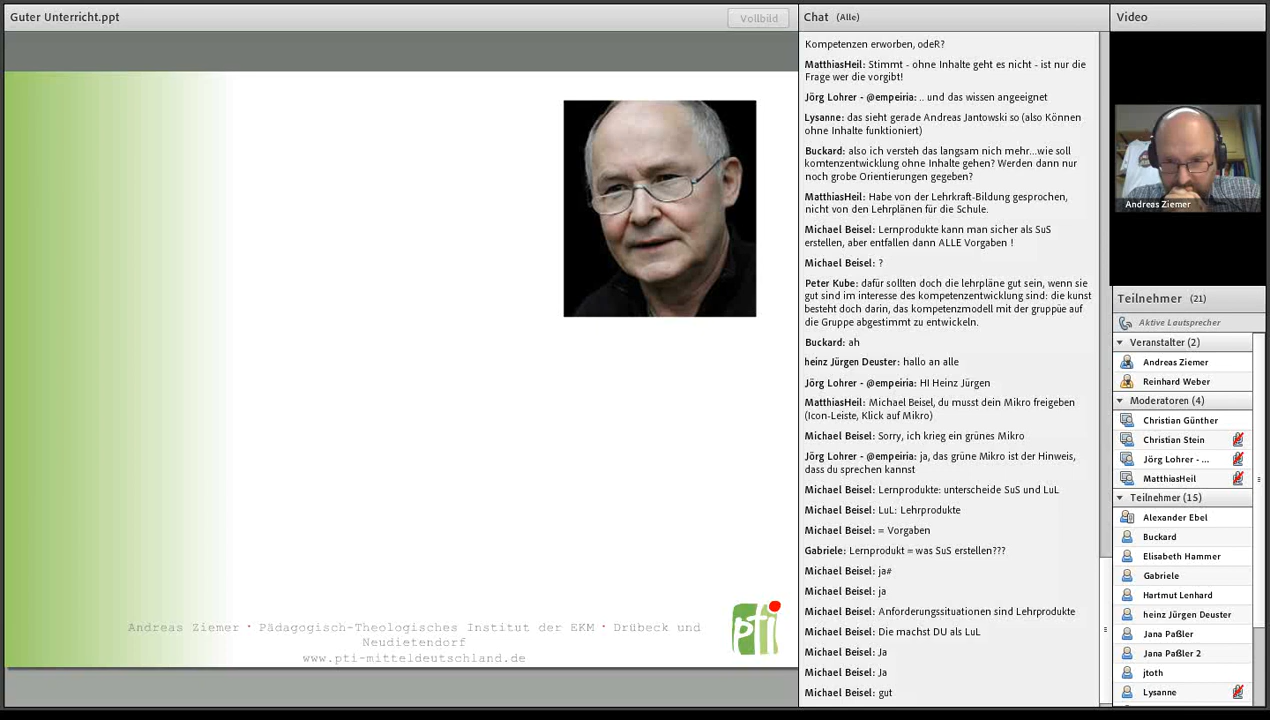 Guter Unterricht.ppt
Vollbild
pti
Andreas Ziemer · Pädagogisch-Theologisches Institut der EKM · Drübeck und
Neudietendorf
www.pti-mitteldeutschland.de
Chat (Alle)
Kompetenzen erworben, odeR?
MatthiasHeil: Stimmt - ohne Inhalte geht es nicht - ist nur die
Frage wer die vorgibt!
Jörg Lohrer - @empeiria: .. und das wissen angeeignet
Lysanne: das sieht gerade Andreas Jantowski so (also Können
ohne Inhalte funktioniert)
Buckard: also ich versteh das langsam nich mehr...wie soll
komtenzentwicklung ohne Inhalte gehen? Werden dann nur
noch grobe Orientierungen gegeben?
MatthiasHeil: Habe von der Lehrkraft-Bildung gesprochen,
nicht von den Lehrplänen für die Schule.
Michael Beisel: Lernprodukte kann man sicher als SuS
erstellen, aber entfallen dann ALLE Vorgaben !
Michael Beisel: ?
Peter Kube: dafür sollten doch die lehrpläne gut sein, wenn sie
gut sind im interesse des kompetenzentwicklung sind: die kunst
besteht doch darin, das kompetenzmodell mit der gruppüe auf
die Gruppe abgestimmt zu entwickeln.
Buckard: ah
heinz Jürgen Deuster: hallo an alle
Jörg Lohrer - @empeiria: HI Heinz Jürgen
MatthiasHeil: Michael Beisel, du musst dein Mikro freigeben
(Icon-Leiste, Klick auf Mikro)
Michael Beisel: Sorry, ich krieg ein grünes Mikro
Jörg Lohrer - @empeiria: ja, das grüne Mikro ist der Hinweis,
dass du sprechen kannst
Michael Beisel: Lernprodukte: unterscheide SuS und LuL
Michael Beisel: LuL: Lehrprodukte
Michael Beisel: = Vorgaben
Gabriele: Lernprodukt = was SuS erstellen???
Michael Beisel: ja#
Michael Beisel: ja
Michael Beisel: Anforderungssituationen sind Lehrprodukte
Michael Beisel: Die machst DU als LuL
Michael Beisel: Ja
Michael Beisel: Ja
Michael Beisel: gut
Video
Andreas Ziemer
Teilnehmer (21)
Aktive Lautsprecher
Veranstalter (2)
Andreas Ziemer
Reinhard Weber
Moderatoren (4)
Christian Günther
Christian Stein
Jörg Lohrer - ...
MatthiasHeil
Teilnehmer (15)
Alexander Ebel
Buckard
Elisabeth Hammer
Gabriele
Hartmut Lenhard
heinz Jürgen Deuster
Jana Paßler
Jana Paßler 2
jtoth
Lysanne